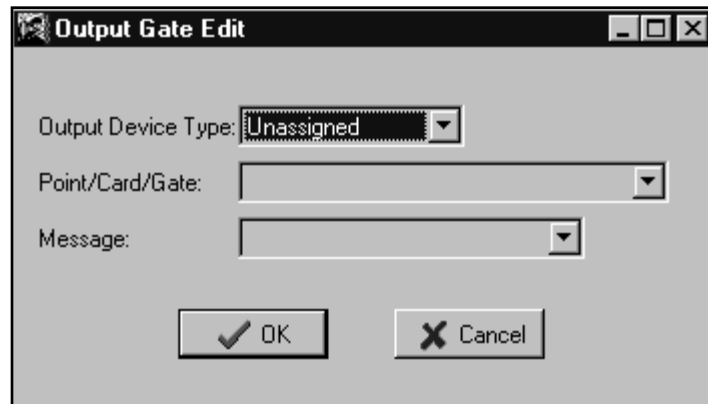 Output Gate Edit
Output Device Type: Unassigned
Point/Card/Gate:
Message:
OK Cancel